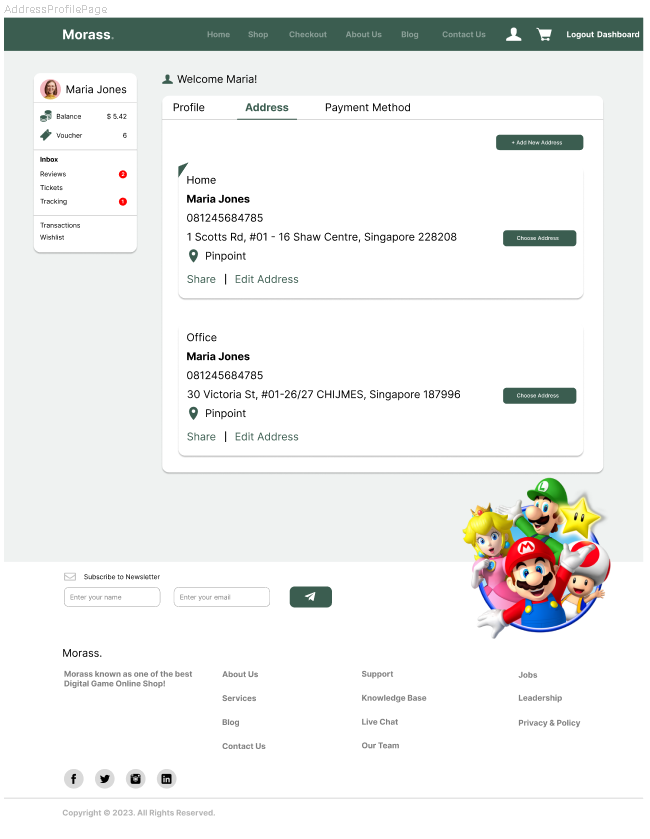 AddressProfilePage
Morass.
Home Shop Checkout About Us Blog Contact Us Logout Dashboard
Maria Jones
Balance $ 5.42
Voucher 6
Inbox
Reviews 2
Tickets
Tracking 1
Transactions
Wishlist
Welcome Maria!
Profile Address Payment Method
+ Add New Address
Home
Maria Jones
081245684785
1 Scotts Rd, #01 - 16 Shaw Centre, Singapore 228208
Choose Address
Pinpoint
Share | Edit Address
Office
Maria Jones
081245684785
30 Victoria St, #01-26/27 CHIJMES, Singapore 187996
Choose Address
Pinpoint
Share | Edit Address
Subscribe to Newsletter
Enter your name Enter your email
Morass.
Morass known as one of the best
Digital Game Online Shop!
About Us
Services
Blog
Contact Us
Support
Knowledge Base
Live Chat
Our Team
Jobs
Leadership
Privacy & Policy
Copyright © 2023. All Rights Reserved.